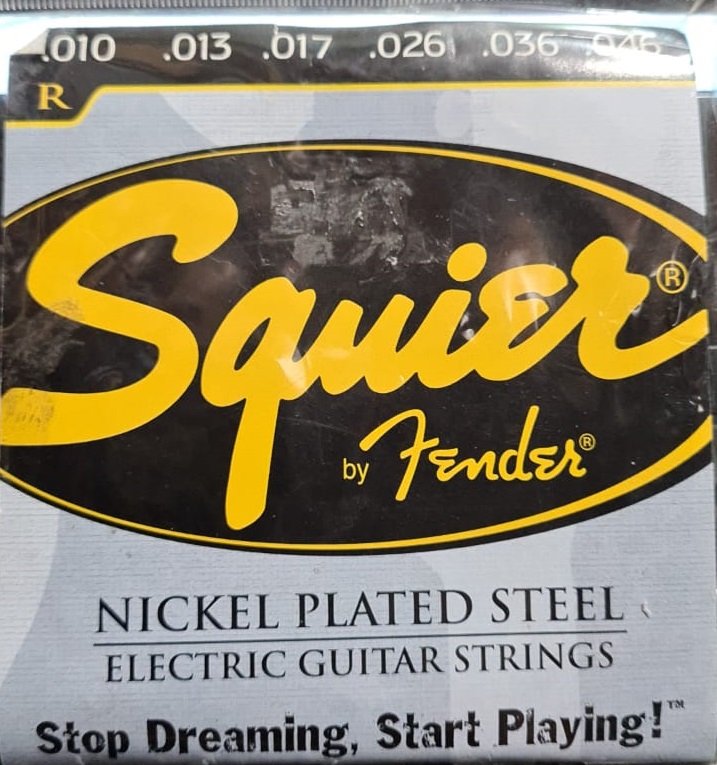 .010 .013 .017 .026 .036 .046
R
Squier®
by Fender®
NICKEL PLATED STEEL
ELECTRIC GUITAR STRINGS
Stop Dreaming, Start Playing!™